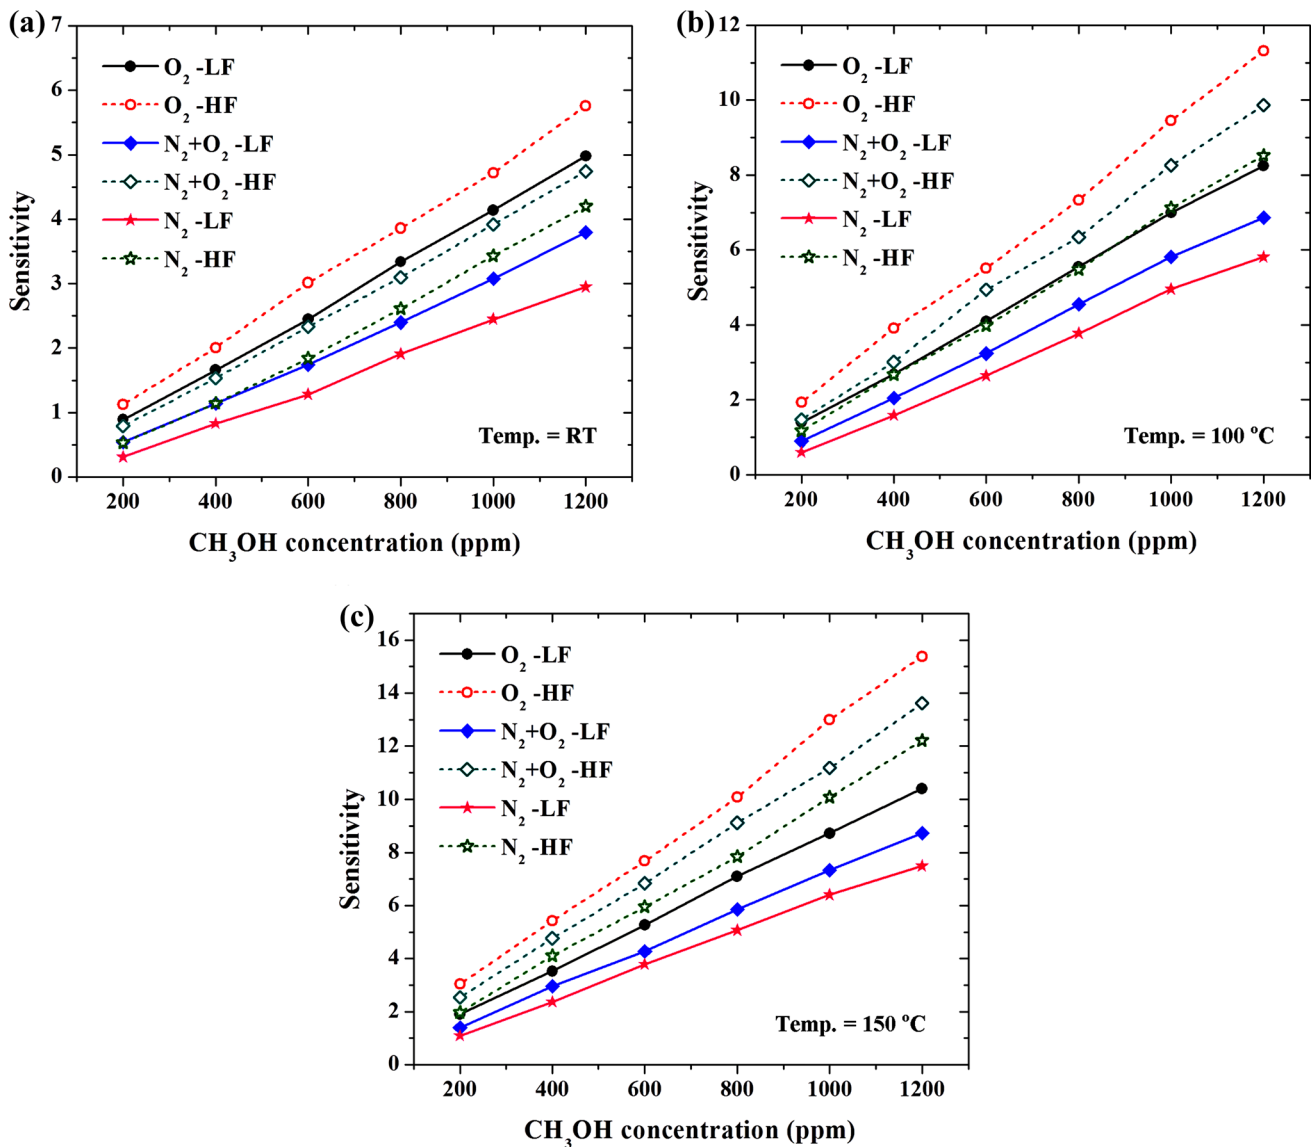 (a)
7
6
5
4
3
2
1
0
Sensitivity
O2 -LF
O2 -HF
N2+O2 -LF
N2+O2 -HF
N2 -LF
N2 -HF
Temp. = RT
200 400 600 800 1000 1200
CH3OH concentration (ppm)
(b)
12
10
8
6
4
2
0
Sensitivity
O2 -LF
O2 -HF
N2+O2 -LF
N2+O2 -HF
N2 -LF
N2 -HF
Temp. = 100 °C
200 400 600 800 1000 1200
CH3OH concentration (ppm)
(c)
16
14
12
10
8
6
4
2
0
Sensitivity
O2 -LF
O2 -HF
N2+O2 -LF
N2+O2 -HF
N2 -LF
N2 -HF
Temp. = 150 °C
200 400 600 800 1000 1200
CH3OH concentration (ppm)